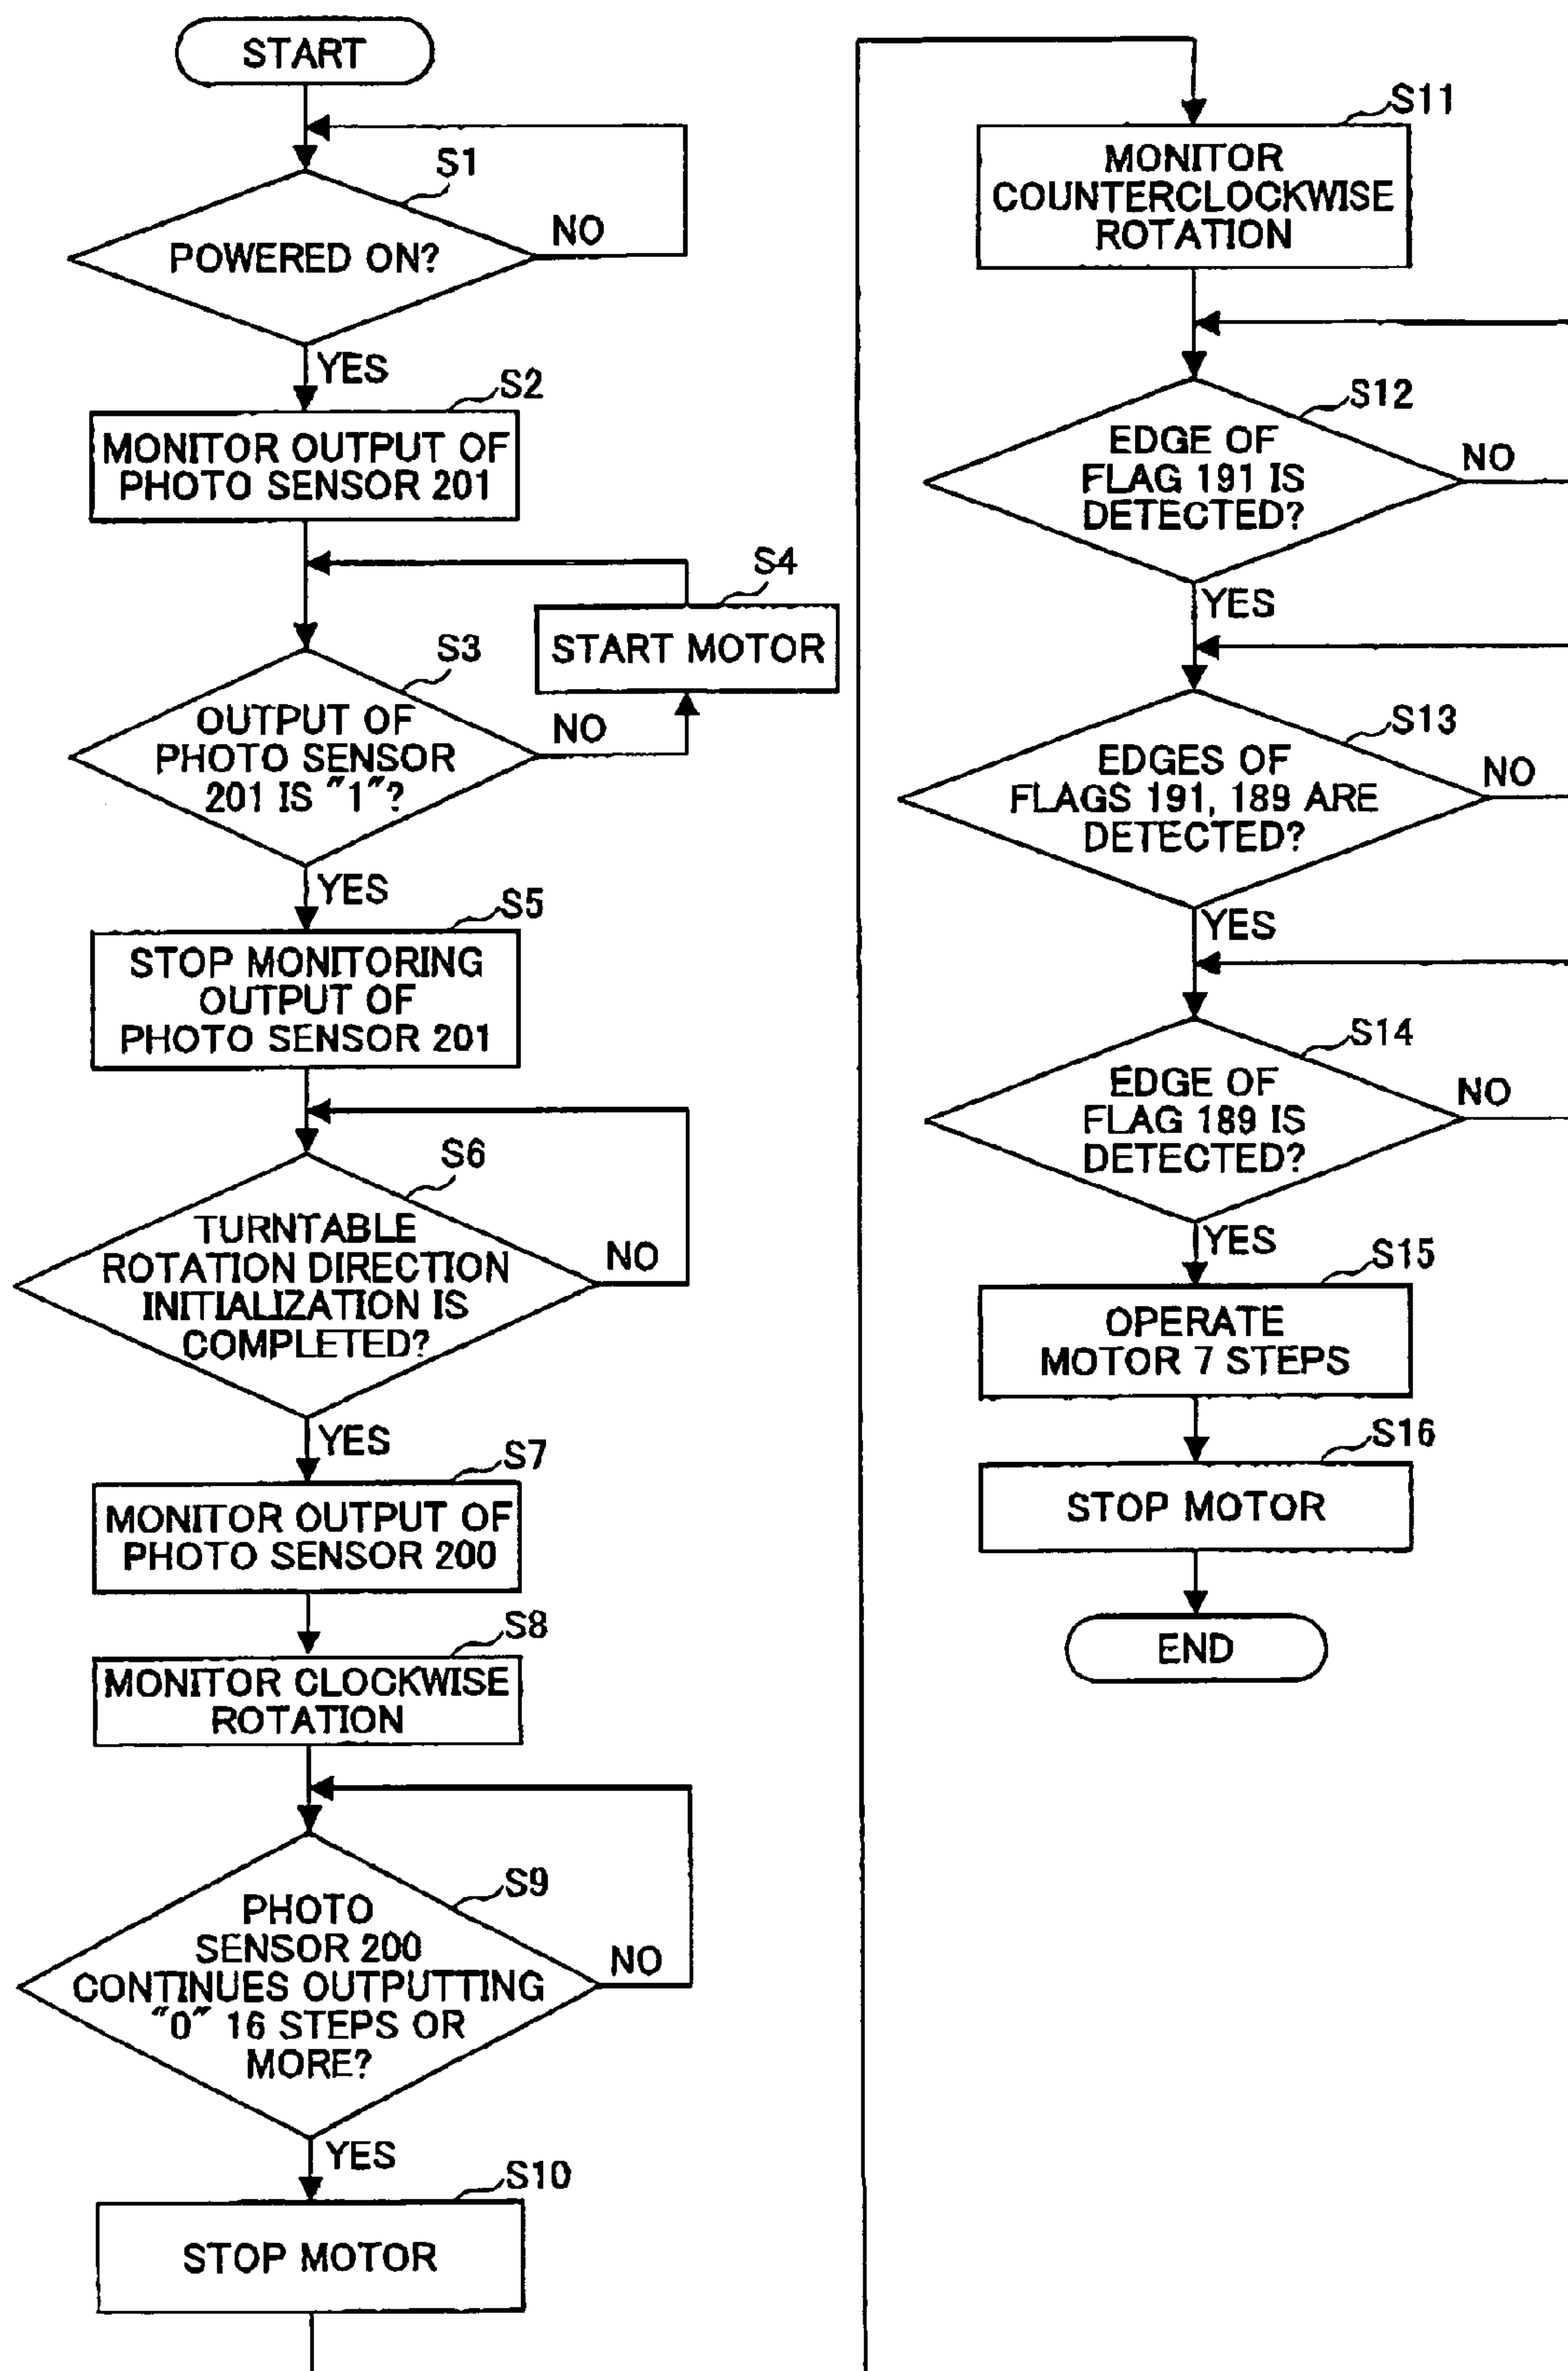 START
S1
POWERED ON?
NO
YES
S2
MONITOR OUTPUT OF
PHOTO SENSOR 201
S4
START MOTOR
S3
OUTPUT OF
PHOTO SENSOR
201 IS "1"?
NO
YES
S5
STOP MONITORING
OUTPUT OF
PHOTO SENSOR 201
S6
TURNTABLE
ROTATION DIRECTION
INITIALIZATION IS
COMPLETED?
NO
YES
S7
MONITOR OUTPUT OF
PHOTO SENSOR 200
S8
MONITOR CLOCKWISE
ROTATION
S9
PHOTO
SENSOR 200
CONTINUES OUTPUTTING
"0" 16 STEPS OR
MORE?
NO
YES
S10
STOP MOTOR
S11
MONITOR
COUNTERCLOCKWISE
ROTATION
S12
EDGE OF
FLAG 191 IS
DETECTED?
NO
YES
S13
EDGES OF
FLAGS 191, 189 ARE
DETECTED?
NO
YES
S14
EDGE OF
FLAG 189 IS
DETECTED?
NO
YES
S15
OPERATE
MOTOR 7 STEPS
S16
STOP MOTOR
END